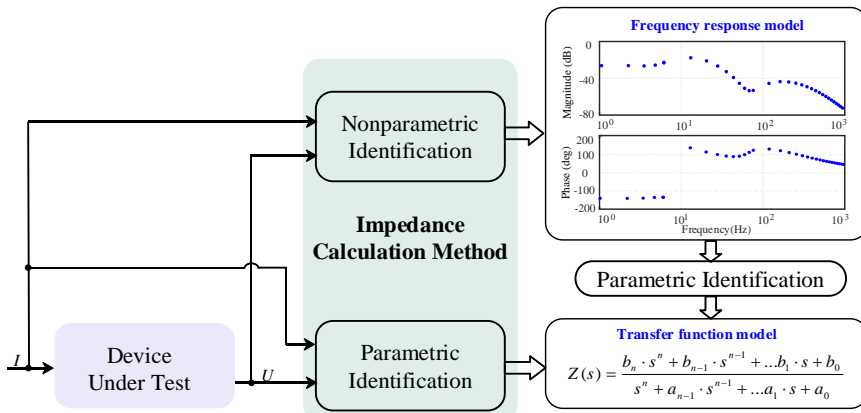 Frequency response model
Magnitude (dB)
0
-40
-80
10^0
10^1
10^2
10^3
Phase (deg)
200
100
0
-100
-200
10^0
10^1
10^2
10^3
Frequency(Hz)
Nonparametric
Identification
Impedance
Calculation Method
Parametric Identification
Parametric
Identification
Transfer function model
Z(s) = \frac{b_n · s^n + b_{n-1} · s^{n-1} + ...b_1 · s + b_0}{s^n + a_{n-1} · s^{n-1} + ...a_1 · s + a_0}
I
Device
Under Test
U